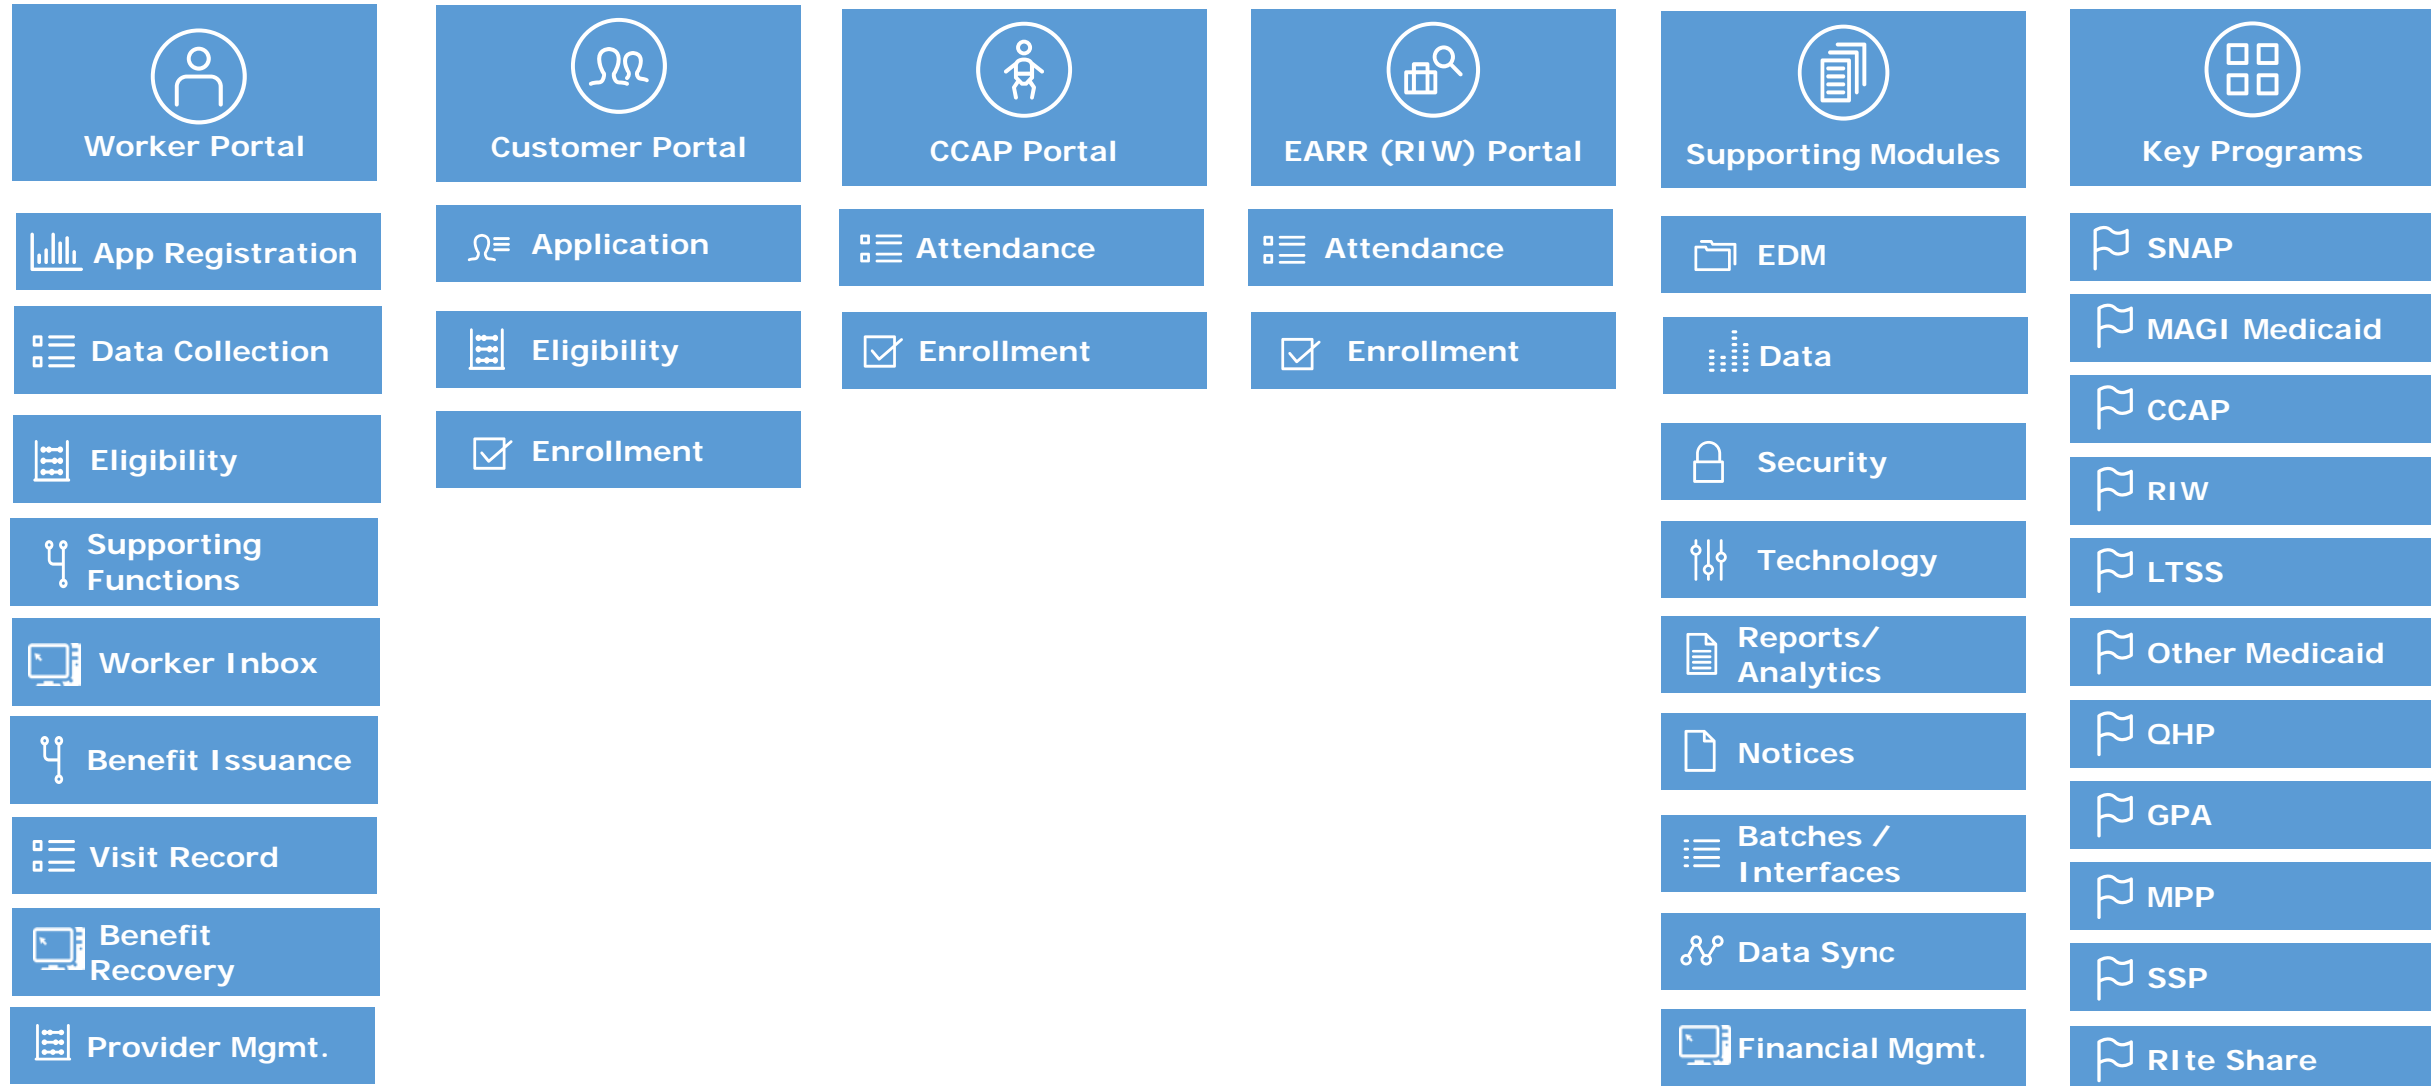 Worker Portal
App Registration
Data Collection
Eligibility
Supporting
Functions
Worker Inbox
Benefit Issuance
Visit Record
Benefit
Recovery
Provider Mgmt.
Customer Portal
Application
Eligibility
Enrollment
CCAP Portal
Attendance
Enrollment
EARR (RIW) Portal
Attendance
Enrollment
Supporting Modules
EDM
Data
Security
Technology
Reports/
Analytics
Notices
Batches /
Interfaces
Data Sync
Financial Mgmt.
Key Programs
SNAP
MAGI Medicaid
CCAP
RIW
LTSS
Other Medicaid
QHP
GPA
MPP
SSP
RIte Share